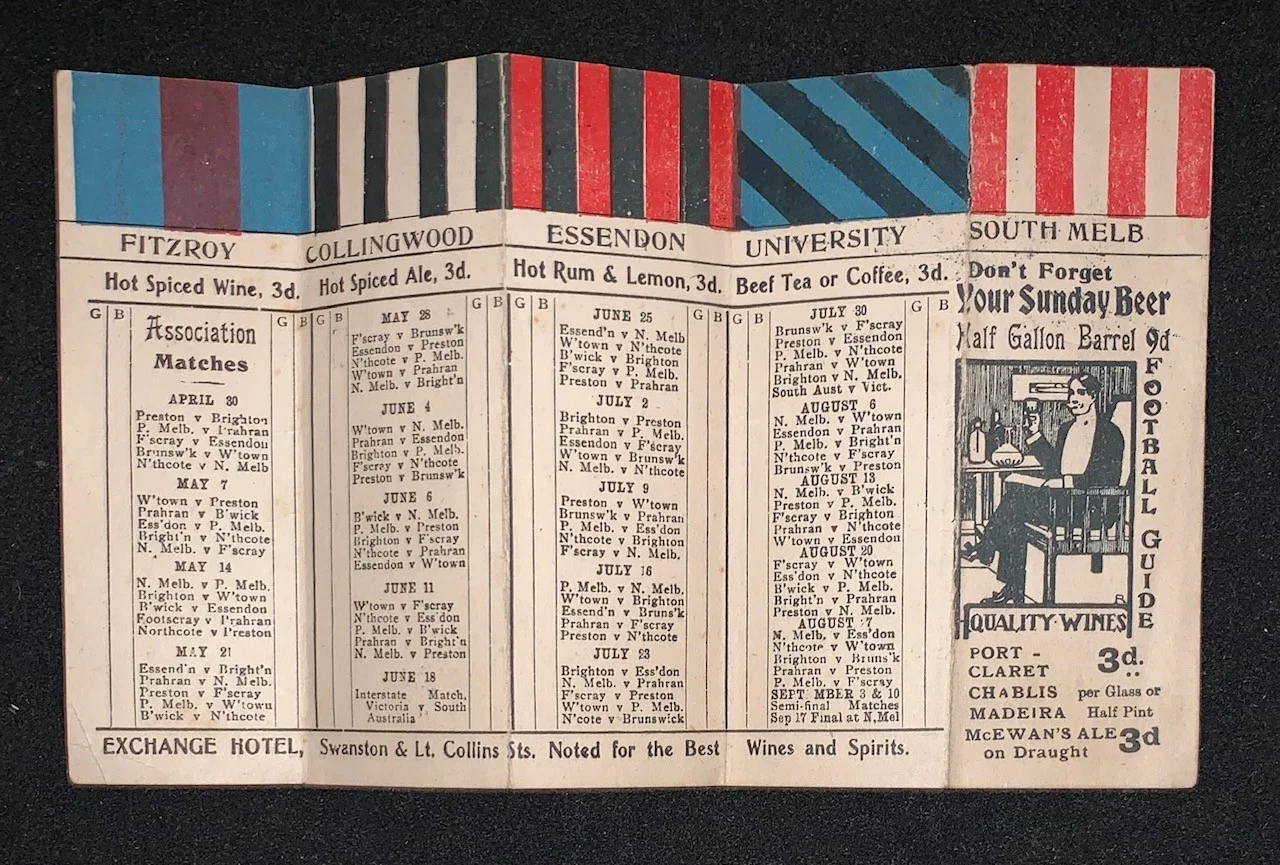 FITZROY
Hot Spiced Wine, 3d.
G B G B
Association
Matches
APRIL 30
Preston v Brighton
P. Melb. v Prahran
F'scray v Essendon
Brunsw'k v W'town
N'thcote v N. Melb
MAY 7
W'town v Preston
Prahran v B'wick
Ess'don v P. Melb.
Bright'n v N'thcote
N. Melb. v F'scray
MAY 14
N. Melb. v P. Melb.
Brighton v W'town
B'wick v Essendon
Footscray v Prahran
Northcote v Preston
MAY 21
Essend'n v Bright'n
Prahran v N. Melb.
Preston v F'scray
P. Melb. v W'town
B'wick v N'thcote
COLLINGWOOD
Hot Spiced Ale, 3d.
G B G B
MAY 28
F'scray v Brunsw'k
Essendon v Preston
N'thcote v P. Melb.
W'town v Prahran
N. Melb. v Bright'n
JUNE 4
W'town v N. Melb.
Prahran v Essendon
Brighton v P. Melb.
F'scray v N'thcote
Preston v Brunsw'k
JUNE 6
B'wick v N. Melb.
P. Melb. v Preston
Brighton v F'scray
N'thcote v Prahran
Essendon v W'town
JUNE 11
W'town v F'scray
N'thcote v Ess'don
P. Melb. v B'wick
Prahran v Bright'n
N. Melb. v Preston
JUNE 18
Interstate Match,
Victoria v South
Australia
ESSENDON
Hot Rum & Lemon, 3d.
G B G B
JUNE 25
Essend'n v N. Melb
W'town v N'thcote
B'wick v Brighton
F'scray v P. Melb.
Preston v Prahran
JULY 2
Brighton v Preston
Prahran v P. Melb.
Essendon v F'scray
W'town v Brunsw'k
N. Melb. v N'thcote
JULY 9
Preston v W'town
Brunsw'k v Prahran
P. Melb. v Ess'don
N'thcote v Brighton
F'scray v N. Melb.
JULY 16
P. Melb. v N. Melb.
W'town v Brighton
Essend'n v Bruns'k
Prahran v F'scray
Preston v N'thcote
JULY 23
Brighton v Ess'don
N. Melb. v Prahran
F'scray v Preston
W'town v P. Melb.
N'cote v Brunswick
UNIVERSITY
Beef Tea or Coffee, 3d.
G B G B
JULY 30
Brunsw'k v F'scray
Preston v Essendon
P. Melb. v N'thcote
Prahran v W'town
Brighton v N. Melb.
South Aust v Vict.
AUGUST 6
N. Melb. v W'town
Essendon v Prahran
P. Melb. v Bright'n
N'thcote v F'scray
Brunsw'k v Preston
AUGUST 13
N. Melb. v B'wick
Preston v P. Melb.
F'scray v Brighton
Prahran v N'thcote
W'town v Essendon
AUGUST 20
F'scray v W'town
Ess'don v N'thcote
B'wick v P. Melb.
Bright'n v Prahran
Preston v N. Melb.
AUGUST 7
N. Melb. v Ess'don
N'thcote v W'town
Brighton v Bruns'k
Prahran v Preston
P. Melb. v F'scray
SEPT MBER 3 & 10
Semi-final Matches
Sep 17 Final at N, Mel
EXCHANGE HOTEL, Swanston & Lt. Collins Sts. Noted for the Best Wines and Spirits.
SOUTH MELB
Don't Forget
Your Sunday Beer
Half Gallon Barrel 9d
FOOTBALL GUIDE
B
QUALITY WINES
PORT - 3d.
CLARET
CHABLIS per Glass or
MADEIRA Half Pint
McEWAN'S ALE 3d
on Draught